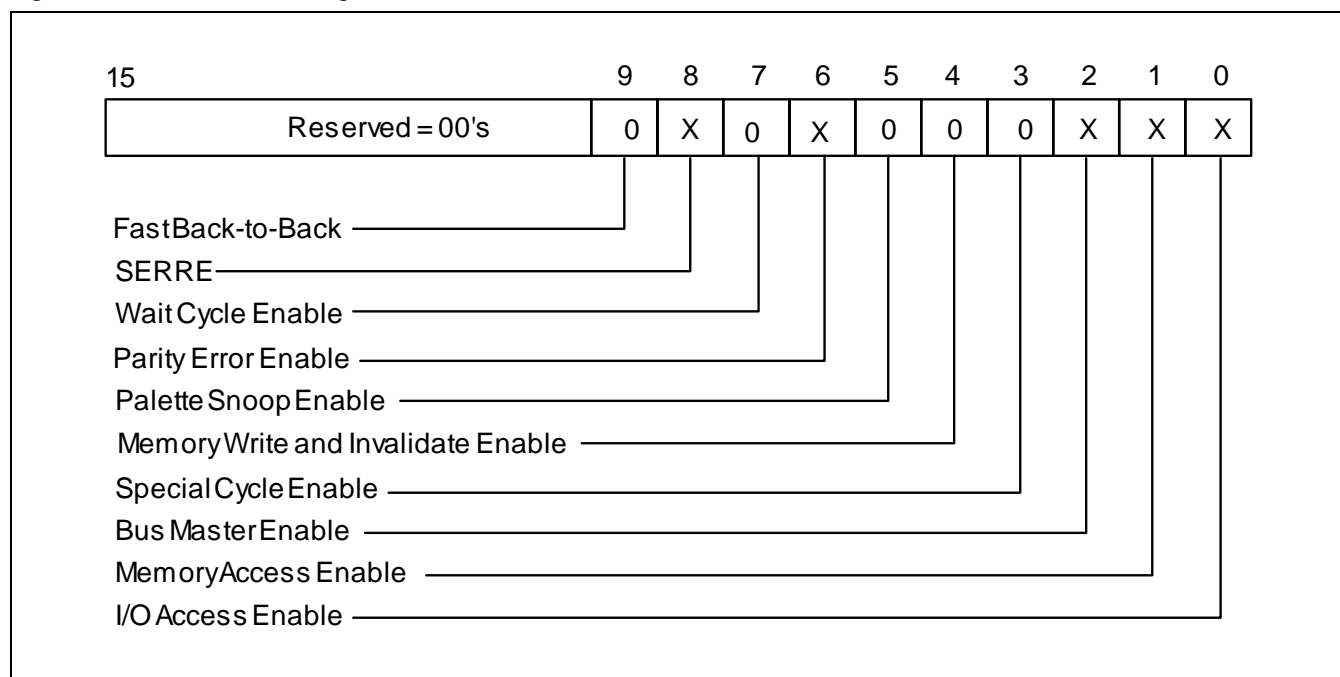 15 9 8 7 6 5 4 3 2 1 0
Reserved = 00's 0 X 0 X 0 0 0 X X X
Fast Back-to-Back
SERRE
Wait Cycle Enable
Parity Error Enable
Palette Snoop Enable
Memory Write and Invalidate Enable
Special Cycle Enable
Bus Master Enable
Memory Access Enable
I/O Access Enable